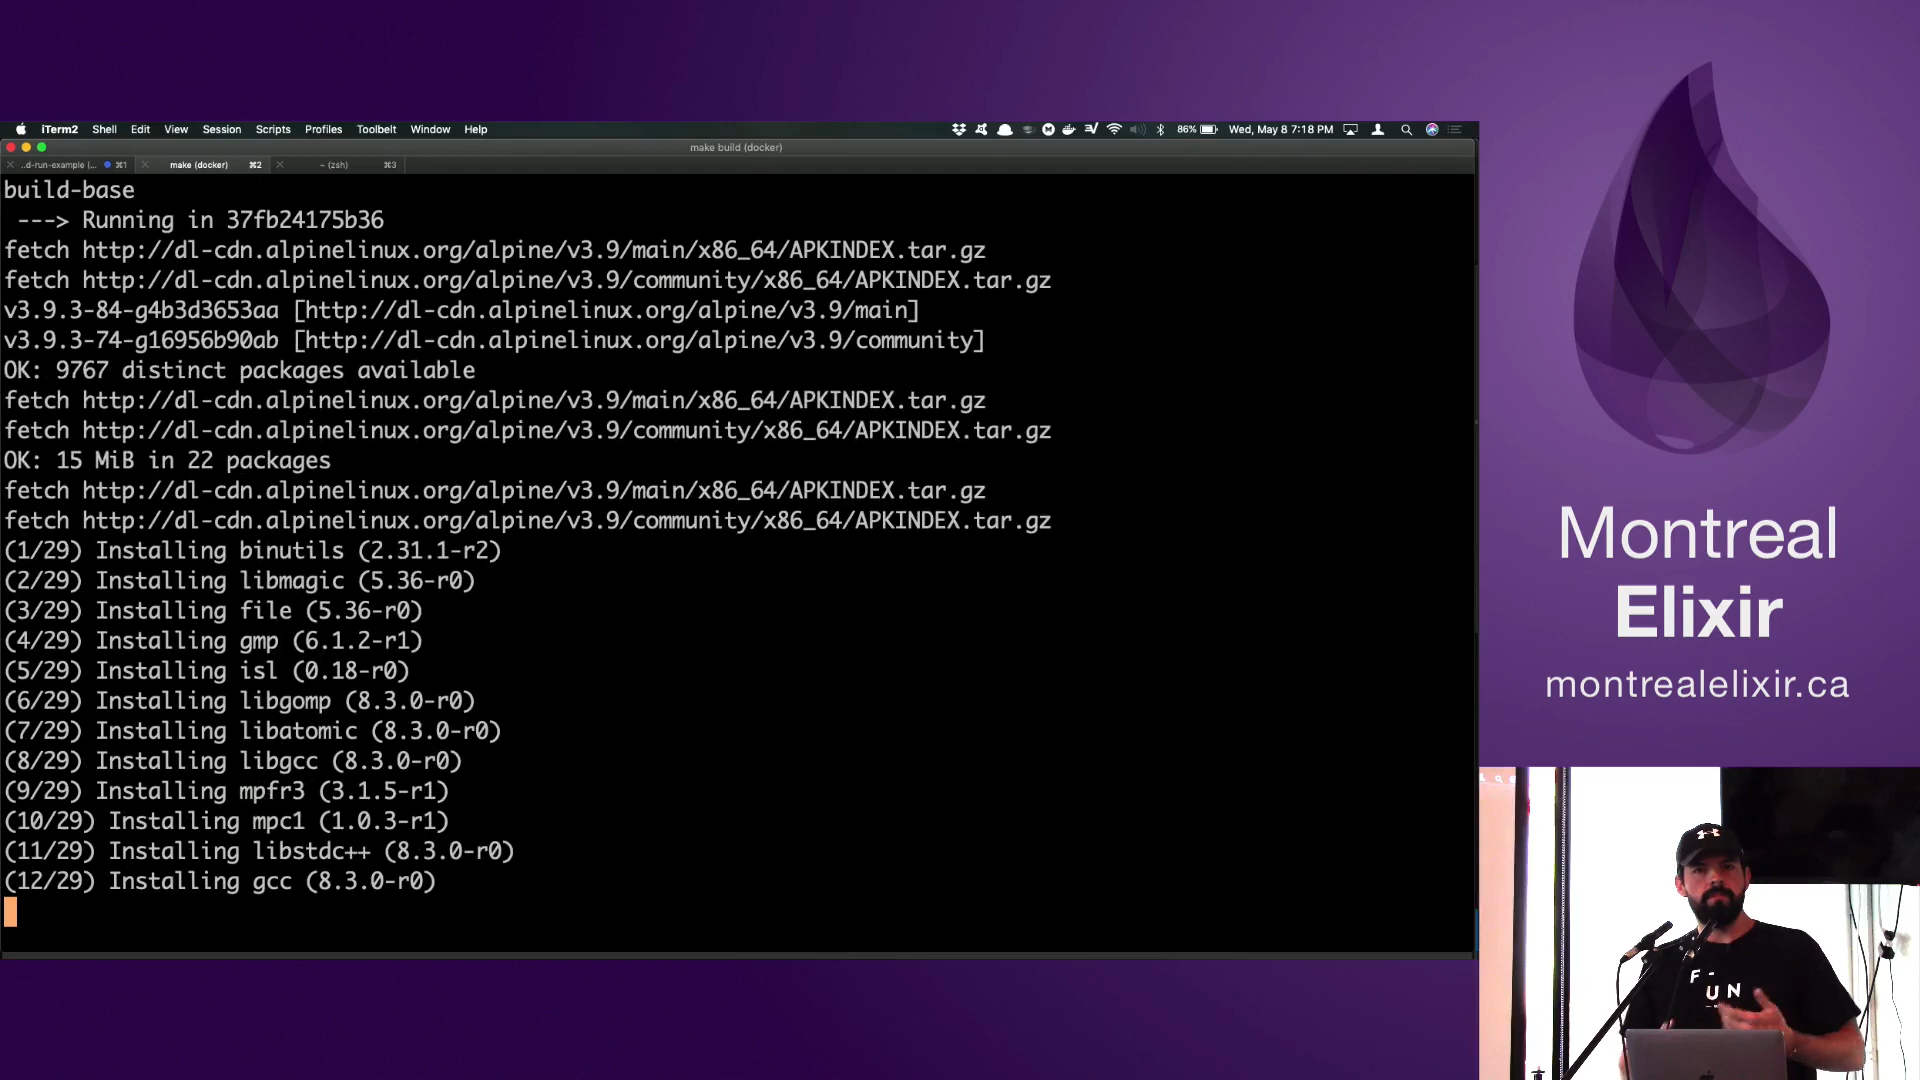 iTerm2 Shell Edit View Session Scripts Profiles Toolbelt Window Help 86% Wed, May 8 7:18 PM
make build (docker)
..d-run-example (... ⌘1 make (docker) ⌘2 ~ (zsh) ⌘3
build-base
---> Running in 37fb24175b36
fetch http://dl-cdn.alpinelinux.org/alpine/v3.9/main/x86_64/APKINDEX.tar.gz
fetch http://dl-cdn.alpinelinux.org/alpine/v3.9/community/x86_64/APKINDEX.tar.gz
v3.9.3-84-g4b3d3653aa [http://dl-cdn.alpinelinux.org/alpine/v3.9/main]
v3.9.3-74-g16956b90ab [http://dl-cdn.alpinelinux.org/alpine/v3.9/community]
OK: 9767 distinct packages available
fetch http://dl-cdn.alpinelinux.org/alpine/v3.9/main/x86_64/APKINDEX.tar.gz
fetch http://dl-cdn.alpinelinux.org/alpine/v3.9/community/x86_64/APKINDEX.tar.gz
OK: 15 MiB in 22 packages
fetch http://dl-cdn.alpinelinux.org/alpine/v3.9/main/x86_64/APKINDEX.tar.gz
fetch http://dl-cdn.alpinelinux.org/alpine/v3.9/community/x86_64/APKINDEX.tar.gz
(1/29) Installing binutils (2.31.1-r2)
(2/29) Installing libmagic (5.36-r0)
(3/29) Installing file (5.36-r0)
(4/29) Installing gmp (6.1.2-r1)
(5/29) Installing isl (0.18-r0)
(6/29) Installing libgomp (8.3.0-r0)
(7/29) Installing libatomic (8.3.0-r0)
(8/29) Installing libgcc (8.3.0-r0)
(9/29) Installing mpfr3 (3.1.5-r1)
(10/29) Installing mpc1 (1.0.3-r1)
(11/29) Installing libstdc++ (8.3.0-r0)
(12/29) Installing gcc (8.3.0-r0)
Montreal
Elixir
montrealelixir.ca
F-
UN